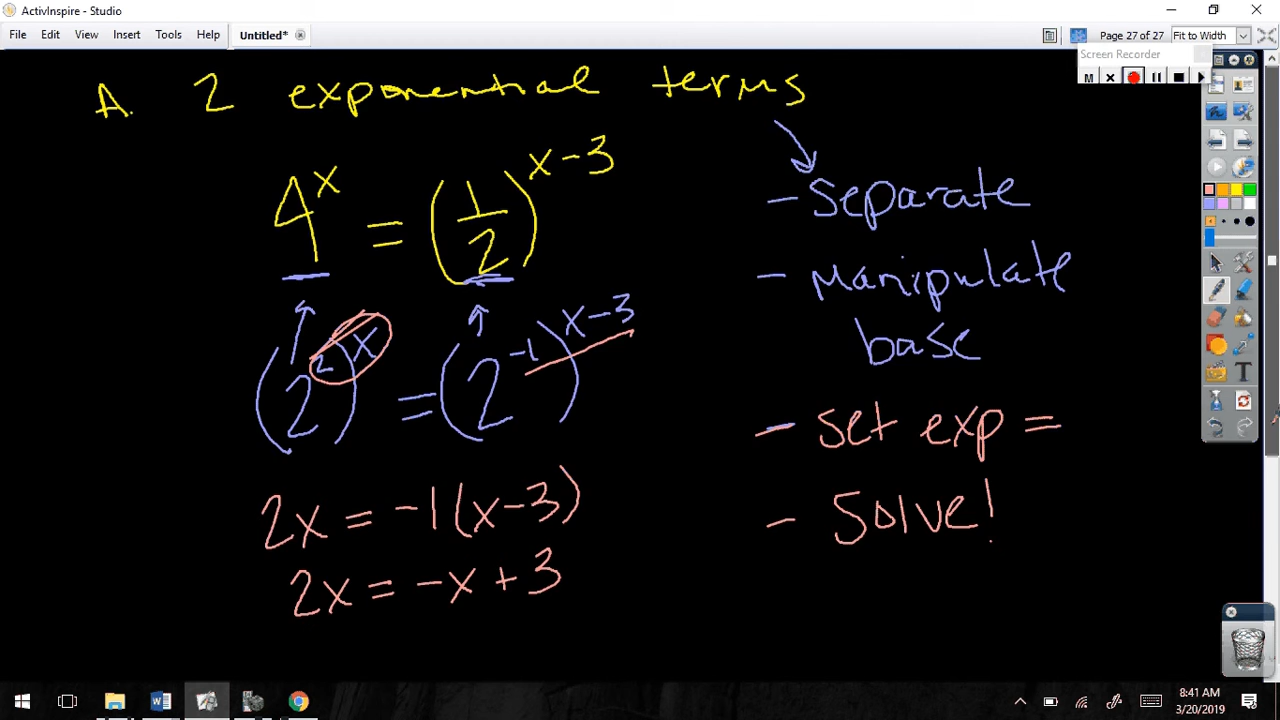 ActivInspire - Studio
File Edit View Insert Tools Help Untitled* Page 27 of 27 Fit to Width
Screen Recorder
M
A. 2 exponential terms
4^x = (1/2)^(x-3)
- Separate
- Manipulate
base
(2^2)^x = (2^-1)^(x-3)
- set exp =
2x = -1(x-3)
- Solve!
2x = -x + 3
8:41 AM
3/20/2019